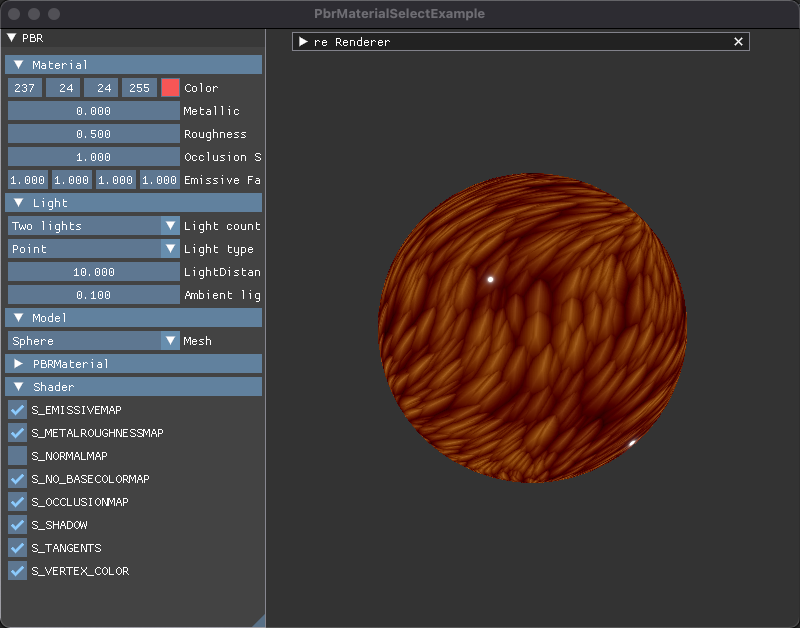 PbrMaterialSelectExample
PBR
re Renderer
Material
237 24 24 255 Color
0.000 Metallic
0.500 Roughness
1.000 Occlusion S
1.000 1.000 1.000 1.000 Emissive Fa
Light
Two lights Light count
Point Light type
10.000 LightDistan
0.100 Ambient lig
Model
Sphere Mesh
PBRMaterial
Shader
S_EMISSIVEMAP
S_METALROUGHNESSMAP
S_NORMALMAP
S_NO_BASECOLORMAP
S_OCCLUSIONMAP
S_SHADOW
S_TANGENTS
S_VERTEX_COLOR